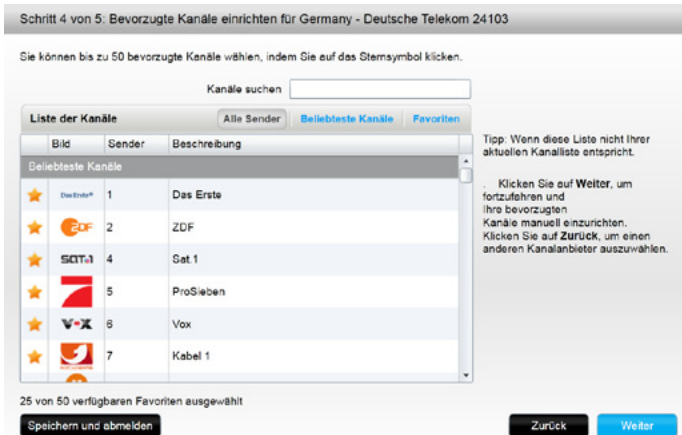 Schritt 4 von 5: Bevorzugte Kanäle einrichten für Germany - Deutsche Telekom 24103
Sie können bis zu 50 bevorzugte Kanäle wählen, indem Sie auf das Sternsymbol klicken.
Kanäle suchen
Liste der Kanäle Alle Sender Beliebteste Kanäle Favoriten
Bild Sender Beschreibung
Beliebteste Kanäle
Das Erste 1 Das Erste
ZDF 2 ZDF
SAT.1 4 Sat.1
5 ProSieben
VOX 6 Vox
7 Kabel 1
Tipp: Wenn diese Liste nicht Ihrer
aktuellen Kanalliste entspricht.
. Klicken Sie auf Weiter, um
fortzufahren und
Ihre bevorzugten
Kanäle manuell einzurichten.
Klicken Sie auf Zurück, um einen
anderen Kanalanbieter auszuwählen.
25 von 50 verfügbaren Favoriten ausgewählt
Speichern und abmelden Zurück Weiter